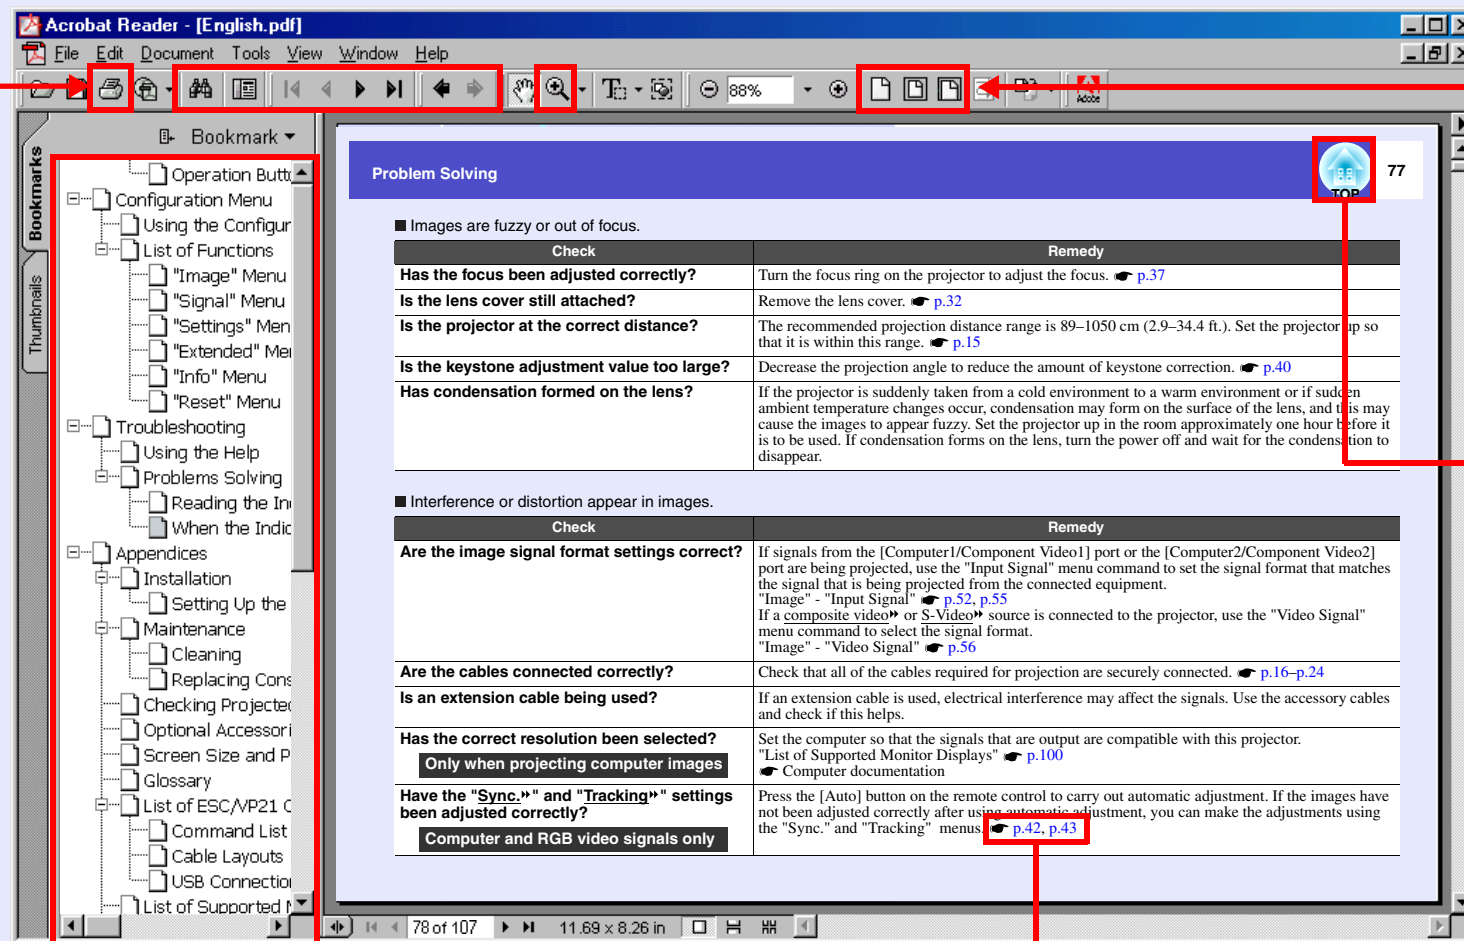 Acrobat Reader - [English.pdf]
File Edit Document Tools View Window Help
88%
Adobe
Bookmarks
Thumbnails
Bookmark
Operation Butt
Configuration Menu
Using the Configur
List of Functions
"Image" Menu
"Signal" Menu
"Settings" Men
"Extended" Me
"Info" Menu
"Reset" Menu
Troubleshooting
Using the Help
Problems Solving
Reading the In
When the Indic
Appendices
Installation
Setting Up the
Maintenance
Cleaning
Replacing Cons
Checking Projected
Optional Accessori
Screen Size and P
Glossary
List of ESC/VP21 C
Command List
Cable Layouts
USB Connection
List of Supported M
Problem Solving
TOP
77
■ Images are fuzzy or out of focus.
Check Remedy
Has the focus been adjusted correctly? Turn the focus ring on the projector to adjust the focus. ☛ p.37
Is the lens cover still attached? Remove the lens cover. ☛ p.32
Is the projector at the correct distance? The recommended projection distance range is 89–1050 cm (2.9–34.4 ft.). Set the projector up so
that it is within this range. ☛ p.15
Is the keystone adjustment value too large? Decrease the projection angle to reduce the amount of keystone correction. ☛ p.40
Has condensation formed on the lens? If the projector is suddenly taken from a cold environment to a warm environment or if sudden
ambient temperature changes occur, condensation may form on the surface of the lens, and this may
cause the images to appear fuzzy. Set the projector up in the room approximately one hour before it
is to be used. If condensation forms on the lens, turn the power off and wait for the condensation to
disappear.
■ Interference or distortion appear in images.
Check Remedy
Are the image signal format settings correct? If signals from the [Computer1/Component Video1] port or the [Computer2/Component Video2]
port are being projected, use the "Input Signal" menu command to set the signal format that matches
the signal that is being projected from the connected equipment.
"Image" - "Input Signal" ☛ p.52, p.55
If a composite video or S-Video source is connected to the projector, use the "Video Signal"
menu command to select the signal format.
"Image" - "Video Signal" ☛ p.56
Are the cables connected correctly? Check that all of the cables required for projection are securely connected. ☛ p.16–p.24
Is an extension cable being used? If an extension cable is used, electrical interference may affect the signals. Use the accessory cables
and check if this helps.
Has the correct resolution been selected? Set the computer so that the signals that are output are compatible with this projector.
Only when projecting computer images "List of Supported Monitor Displays" ☛ p.100
☛ Computer documentation
Have the "Sync." and "Tracking" settings Press the [Auto] button on the remote control to carry out automatic adjustment. If the images have
been adjusted correctly? not been adjusted correctly after using automatic adjustment, you can make the adjustments using
Computer and RGB video signals only the "Sync." and "Tracking" menus. ☛ p.42, p.43
78 of 107 11.69 x 8.26 in